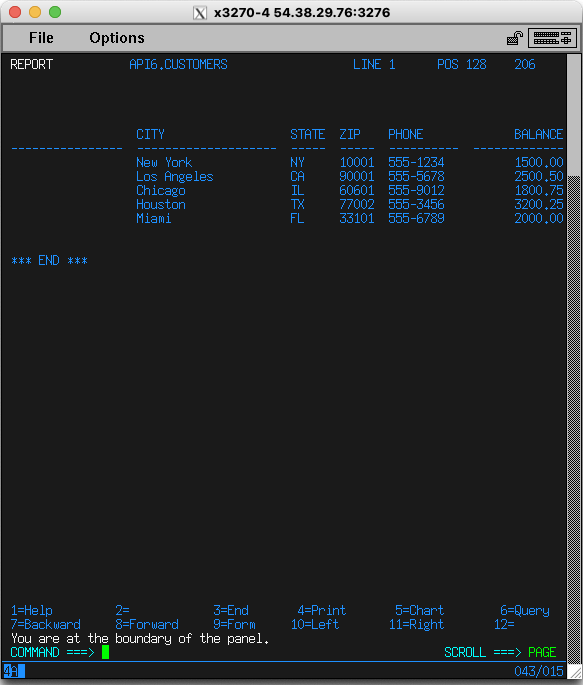 x3270-4 54.38.29.76:3276
File Options
REPORT API6.CUSTOMERS LINE 1 POS 128 206
CITY STATE ZIP PHONE BALANCE
---------------- -------------------- ----- ----- ---------- -------------
New York NY 10001 555-1234 1500.00
Los Angeles CA 90001 555-5678 2500.50
Chicago IL 60601 555-9012 1800.75
Houston TX 77002 555-3456 3200.25
Miami FL 33101 555-6789 2000.00
*** END ***
1=Help 2= 3=End 4=Print 5=Chart 6=Query
7=Backward 8=Forward 9=Form 10=Left 11=Right 12=
You are at the boundary of the panel.
COMMAND ===> SCROLL ===> PAGE
4A 043/015